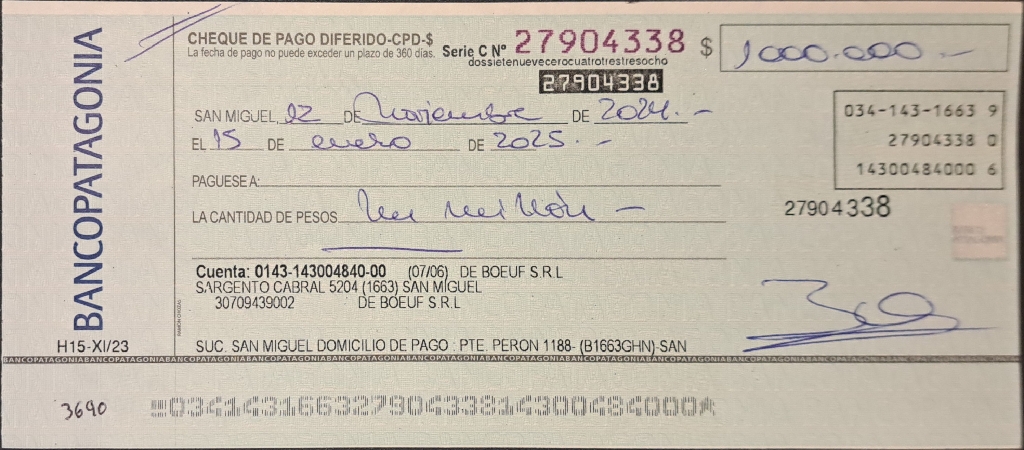 BANCOPATAGONIA
CHEQUE DE PAGO DIFERIDO-CPD-$
La fecha de pago no puede exceder un plazo de 360 días.
Serie C Nº 27904338 $ 1000.000.-
dossietenuevecerocuatrotrestresocho
27904338
SAN MIGUEL, 12 DE Noviembre DE 2024.-
EL 15 DE enero DE 2025.-
034-143-1663 9
27904338 0
14300484000 6
PAGUESE A:
LA CANTIDAD DE PESOS Un millón —
27904338
Cuenta: 0143-143004840-00 (07/06) DE BOEUF S.R.L
SARGENTO CABRAL 5204 (1663) SAN MIGUEL
30709439002 DE BOEUF S.R.L
H15-XI/23
SUC. SAN MIGUEL DOMICILIO DE PAGO : PTE. PERON 1188- (B1663GHN)-SAN
BANCOPATAGONIABANCOPATAGONIABANCOPATAGONIABANCOPATAGONIABANCOPATAGONIABANCOPATAGONIABANCOPATAGONIA
3690
03414316632790433814300484000